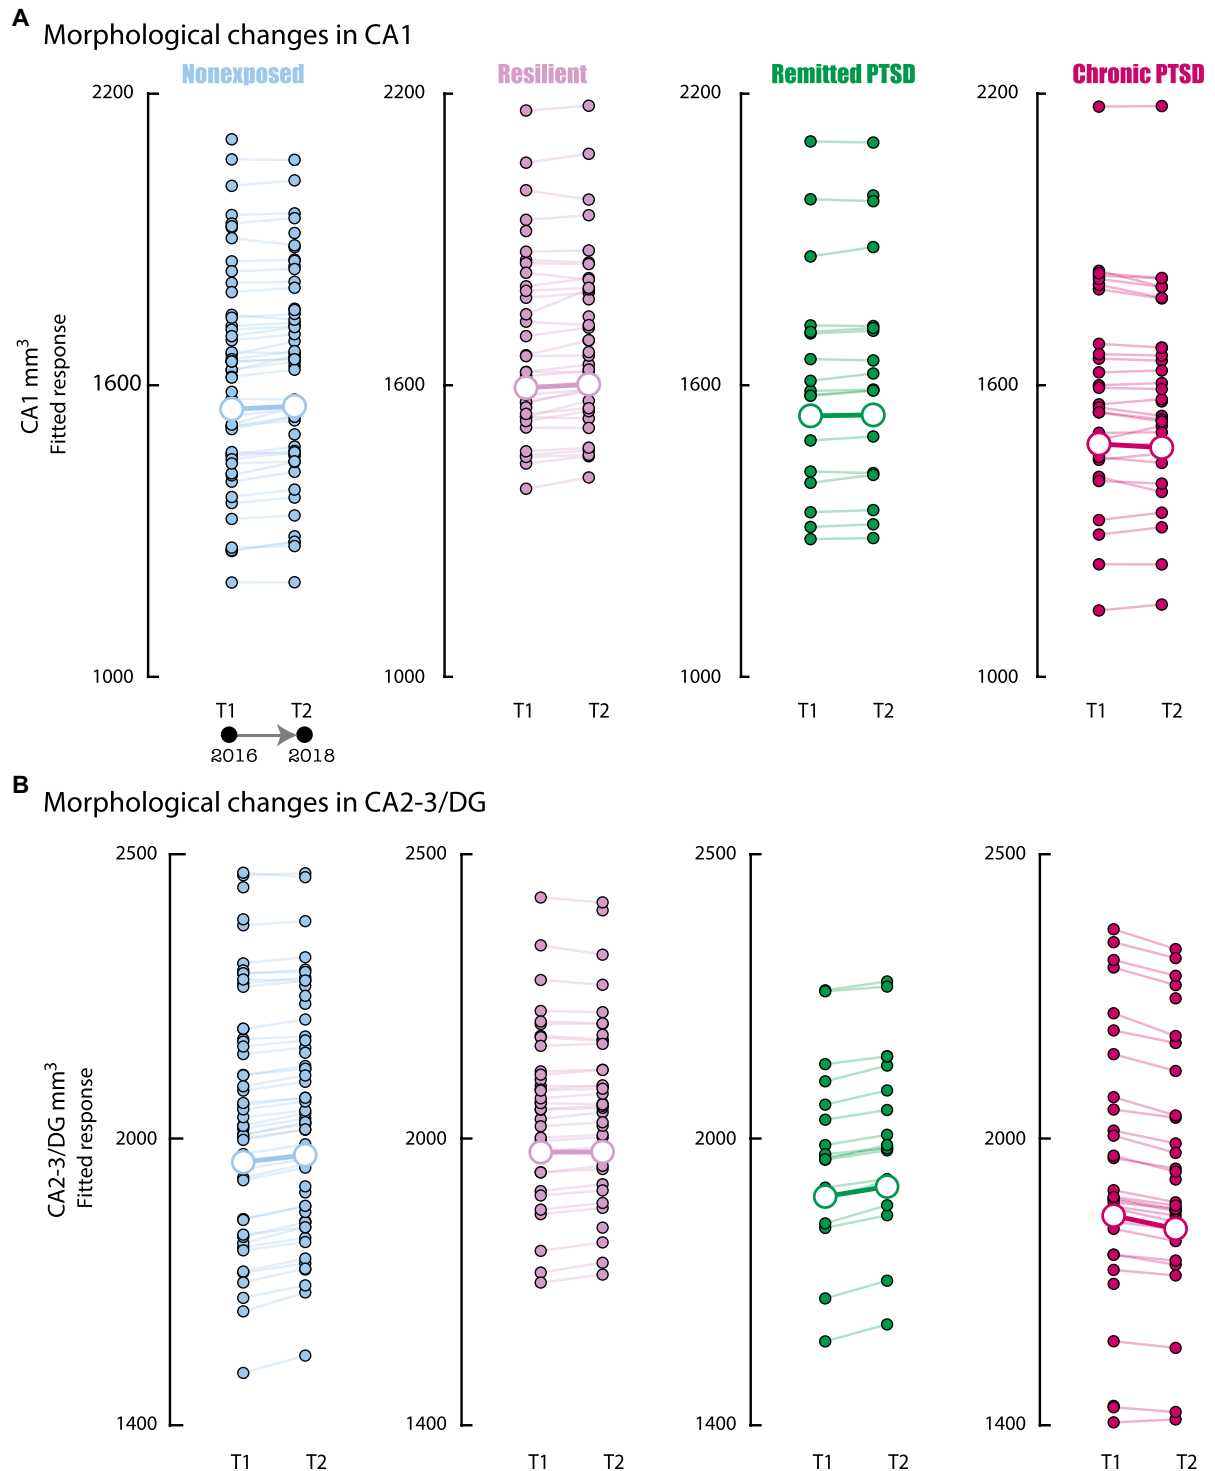 A
Morphological changes in CA1
Nonexposed Resilient Remitted PTSD Chronic PTSD
2200 2200 2200 2200
CA1 mm³
Fitted response
1600 1600 1600 1600
1000 1000 1000 1000
T1 T2 T1 T2 T1 T2 T1 T2
2016 2018
B
Morphological changes in CA2-3/DG
2500 2500 2500 2500
CA2-3/DG mm³
Fitted response
2000 2000 2000 2000
1400 1400 1400 1400
T1 T2 T1 T2 T1 T2 T1 T2